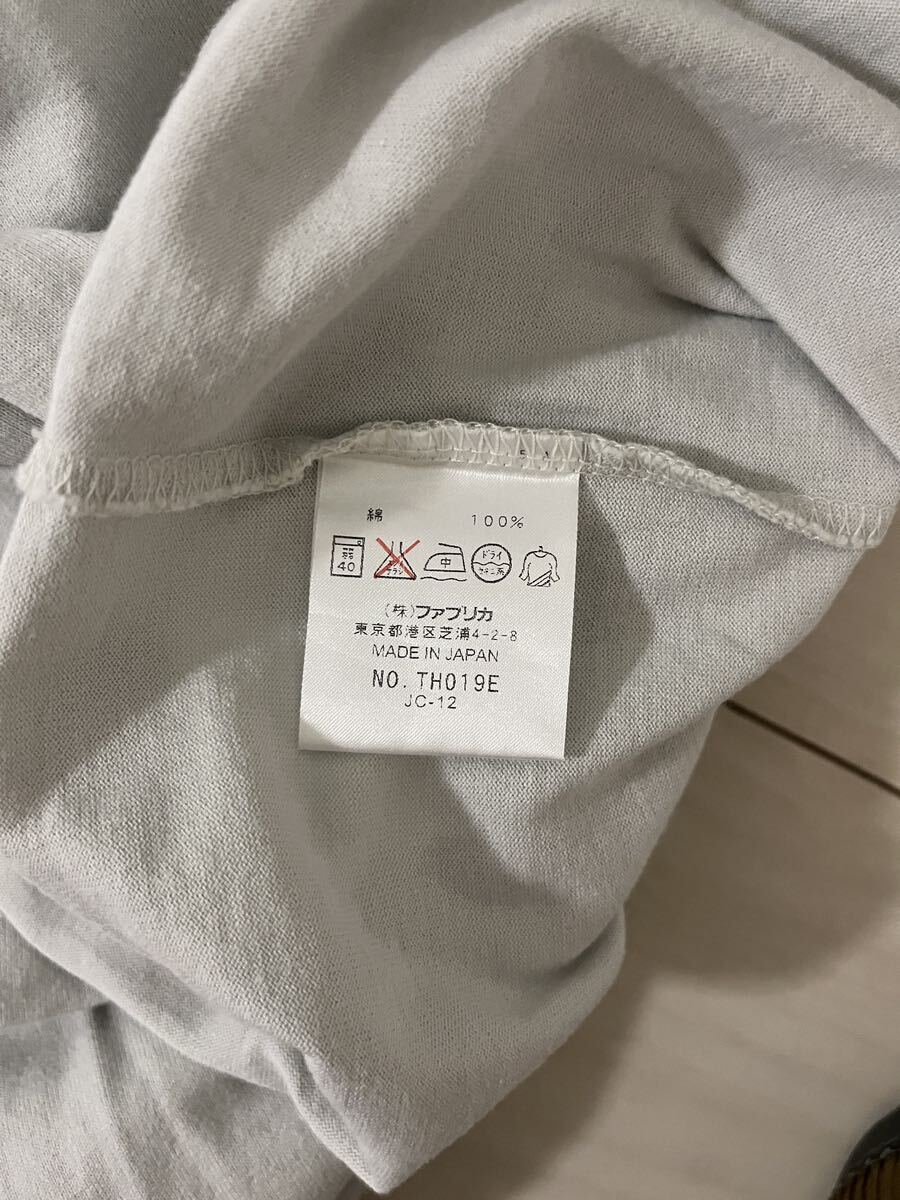 綿 100%
弱 40 中 ドライ
(株)ファブリカ
東京都港区芝浦4-2-8
MADE IN JAPAN
NO. TH019E
JC-12